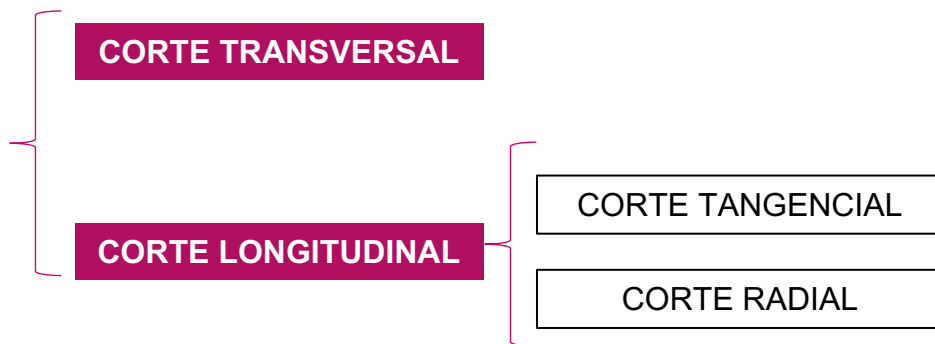 CORTE TRANSVERSAL
CORTE LONGITUDINAL
CORTE TANGENCIAL
CORTE RADIAL